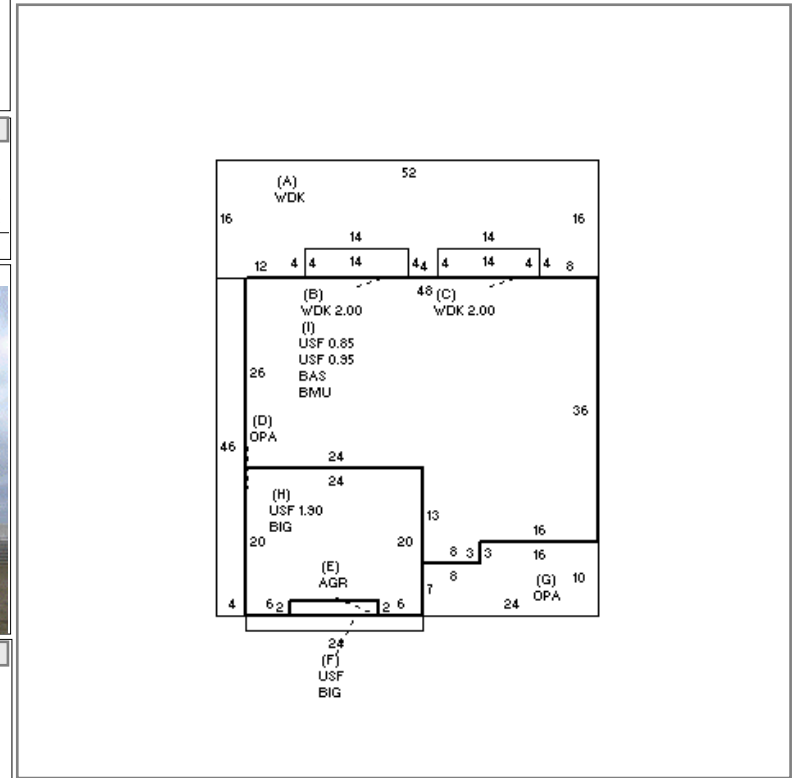 52
(A)
WDK
16
16
14
14
12
4
4
14
4
4
4
14
4
4
8
(B)
WDK 2.00
48
(C)
WDK 2.00
(I)
USF 0.85
USF 0.95
BAS
BMU
26
36
(D)
OPA
46
24
24
(H)
USF 1.90
BIG
13
20
20
16
8
3
3
16
(E)
AGR
8
(G)
OPA
10
7
4
6
2
2
6
24
24
(F)
USF
BIG